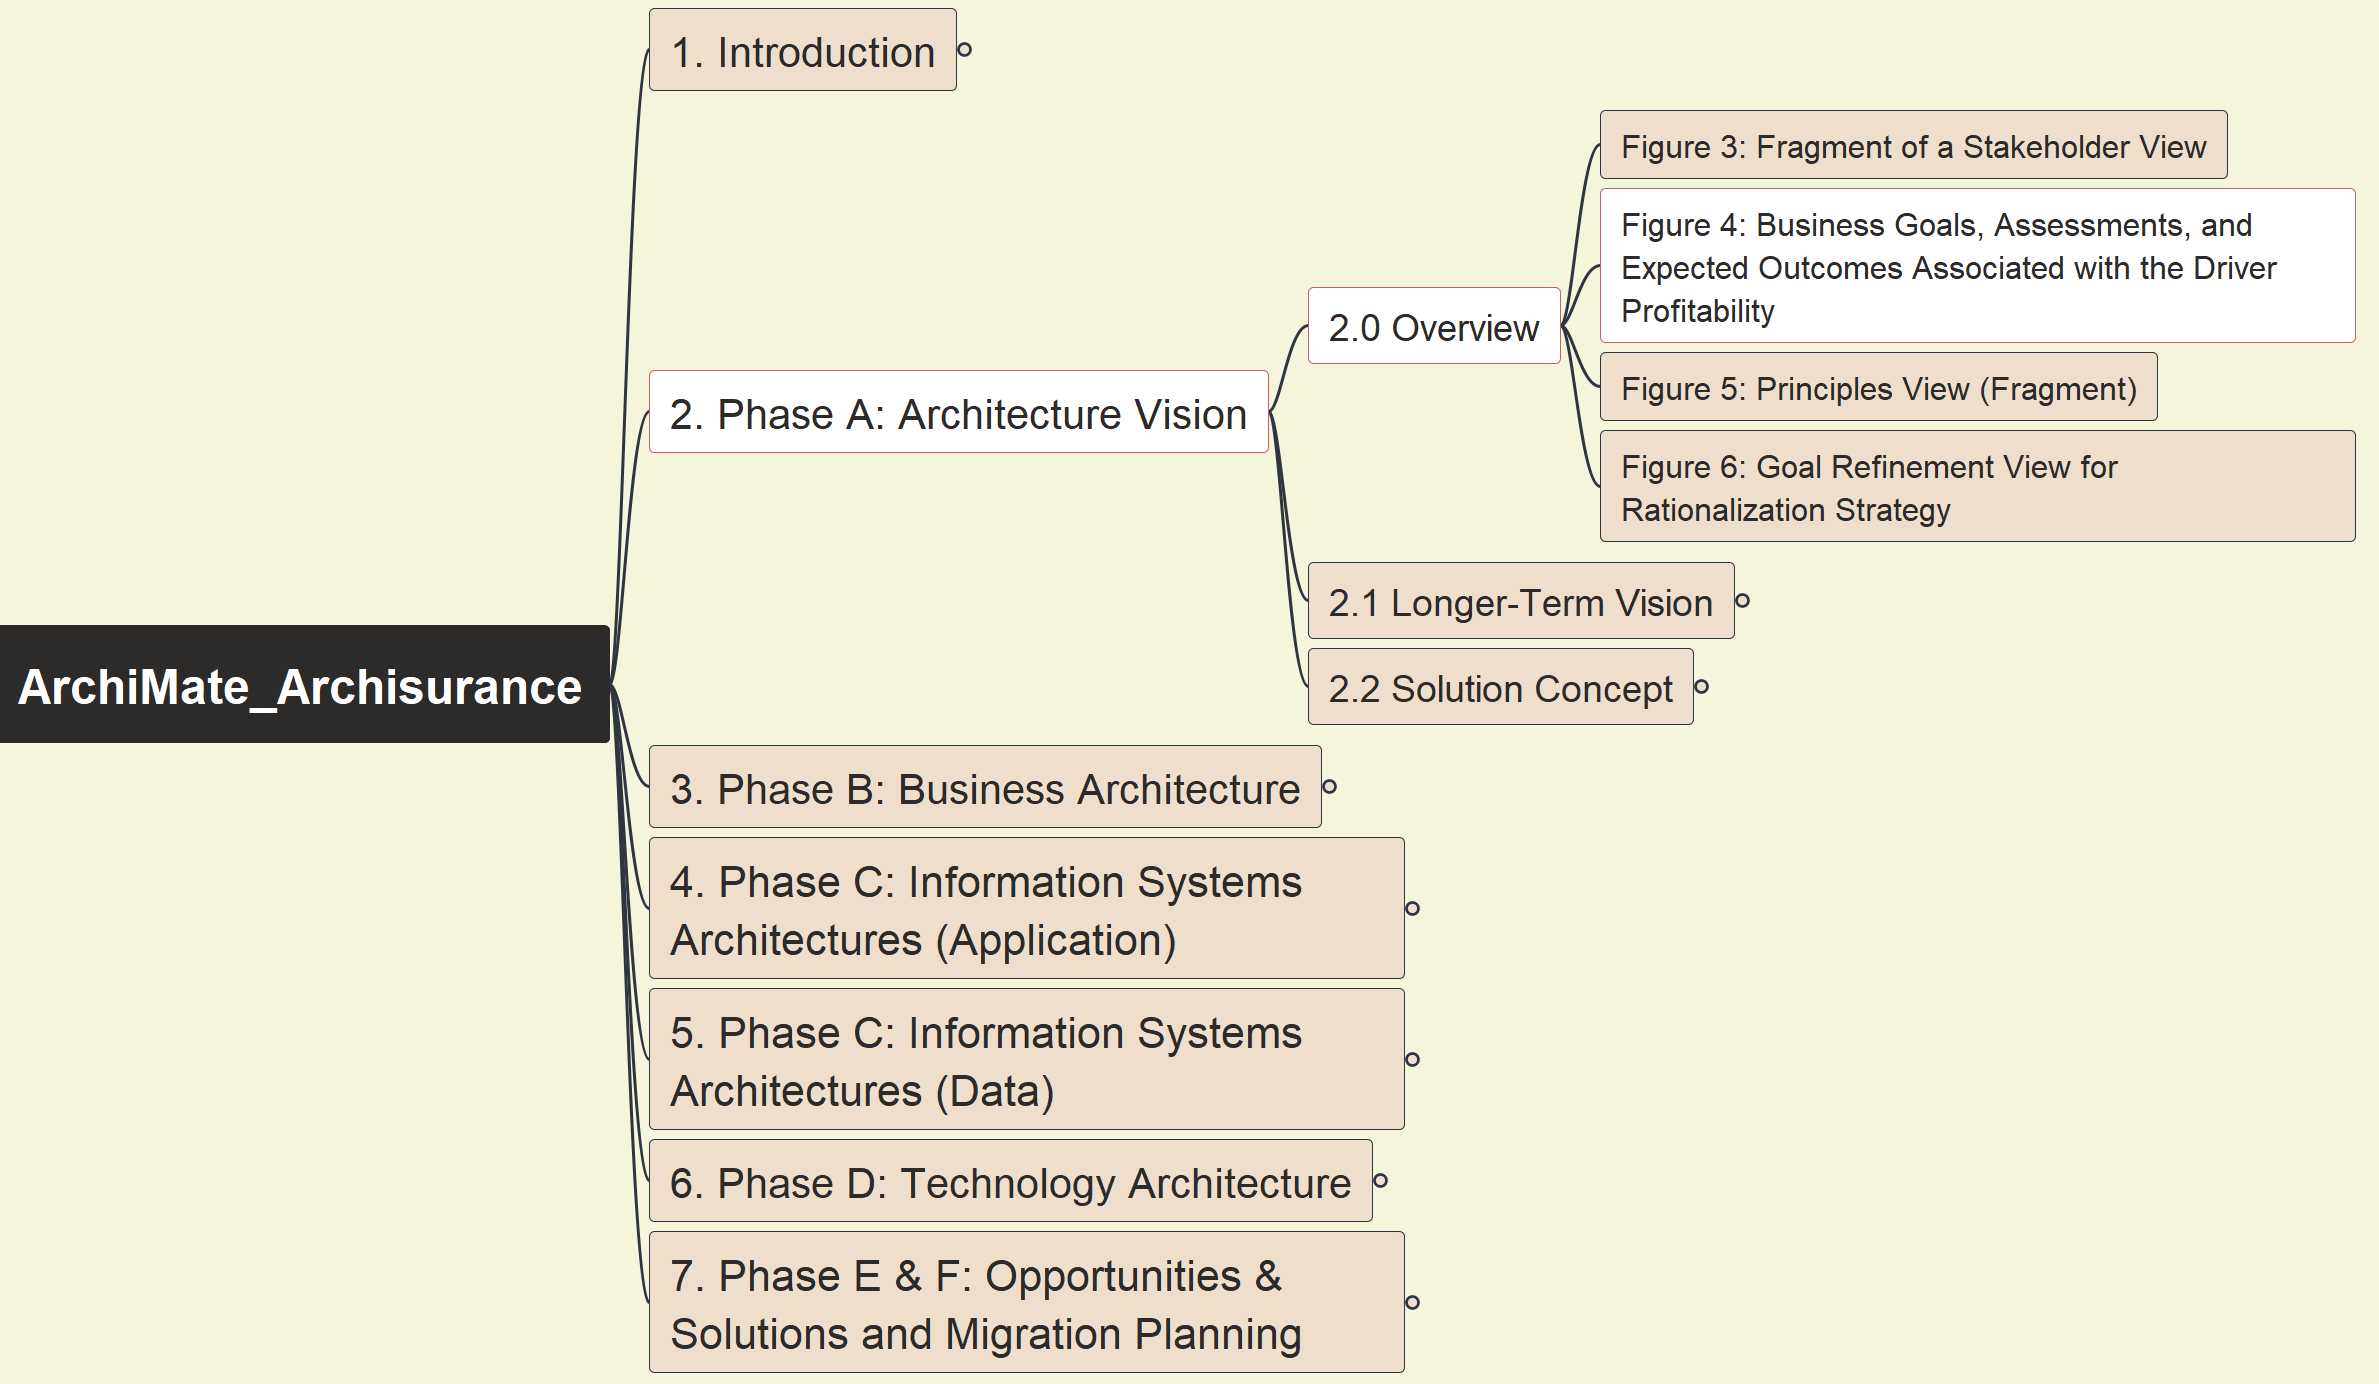 1. Introduction
Figure 3: Fragment of a Stakeholder View
Figure 4: Business Goals, Assessments, and
Expected Outcomes Associated with the Driver
Profitability
2.0 Overview
Figure 5: Principles View (Fragment)
2. Phase A: Architecture Vision
Figure 6: Goal Refinement View for
Rationalization Strategy
2.1 Longer-Term Vision
ArchiMate_Archisurance
2.2 Solution Concept
3. Phase B: Business Architecture
4. Phase C: Information Systems
Architectures (Application)
5. Phase C: Information Systems
Architectures (Data)
6. Phase D: Technology Architecture
7. Phase E & F: Opportunities &
Solutions and Migration Planning